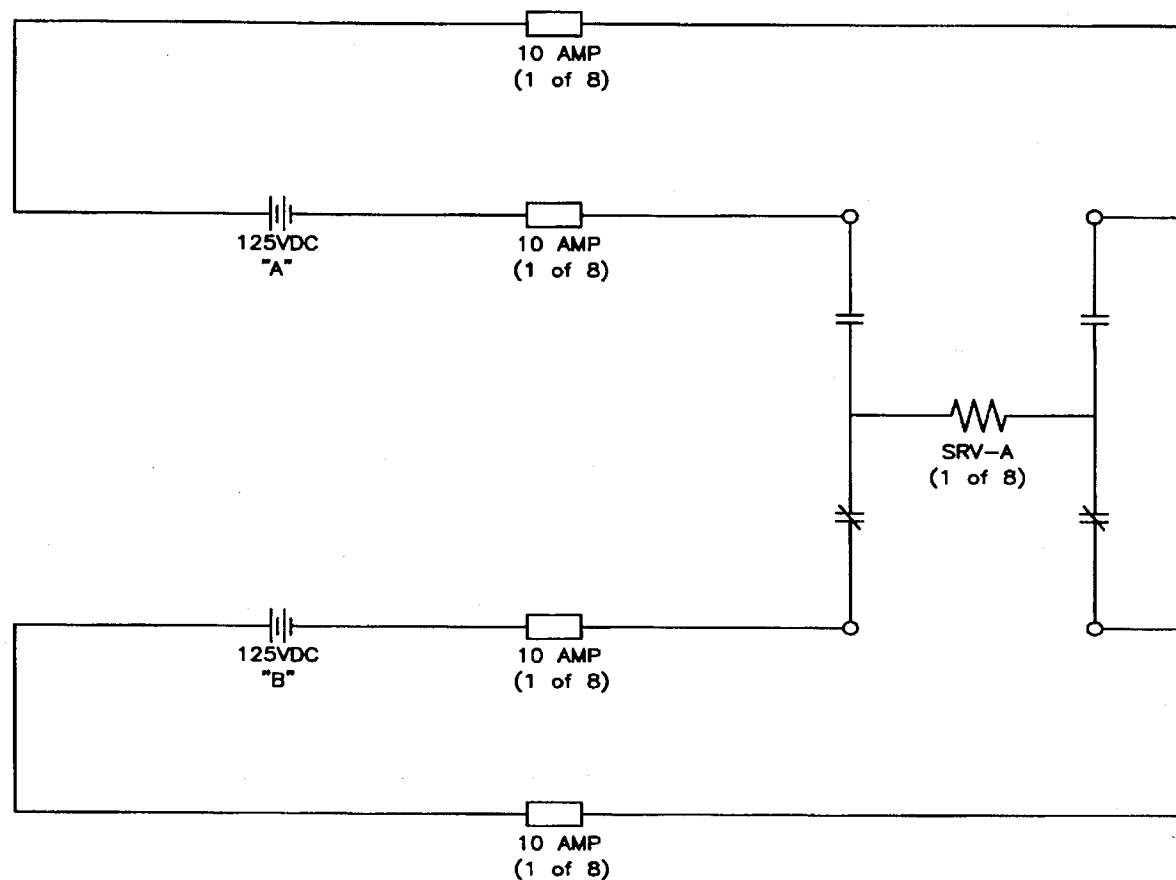 10 AMP
(1 of 8)
125VDC
"A"
10 AMP
(1 of 8)
SRV-A
(1 of 8)
125VDC
"B"
10 AMP
(1 of 8)
10 AMP
(1 of 8)